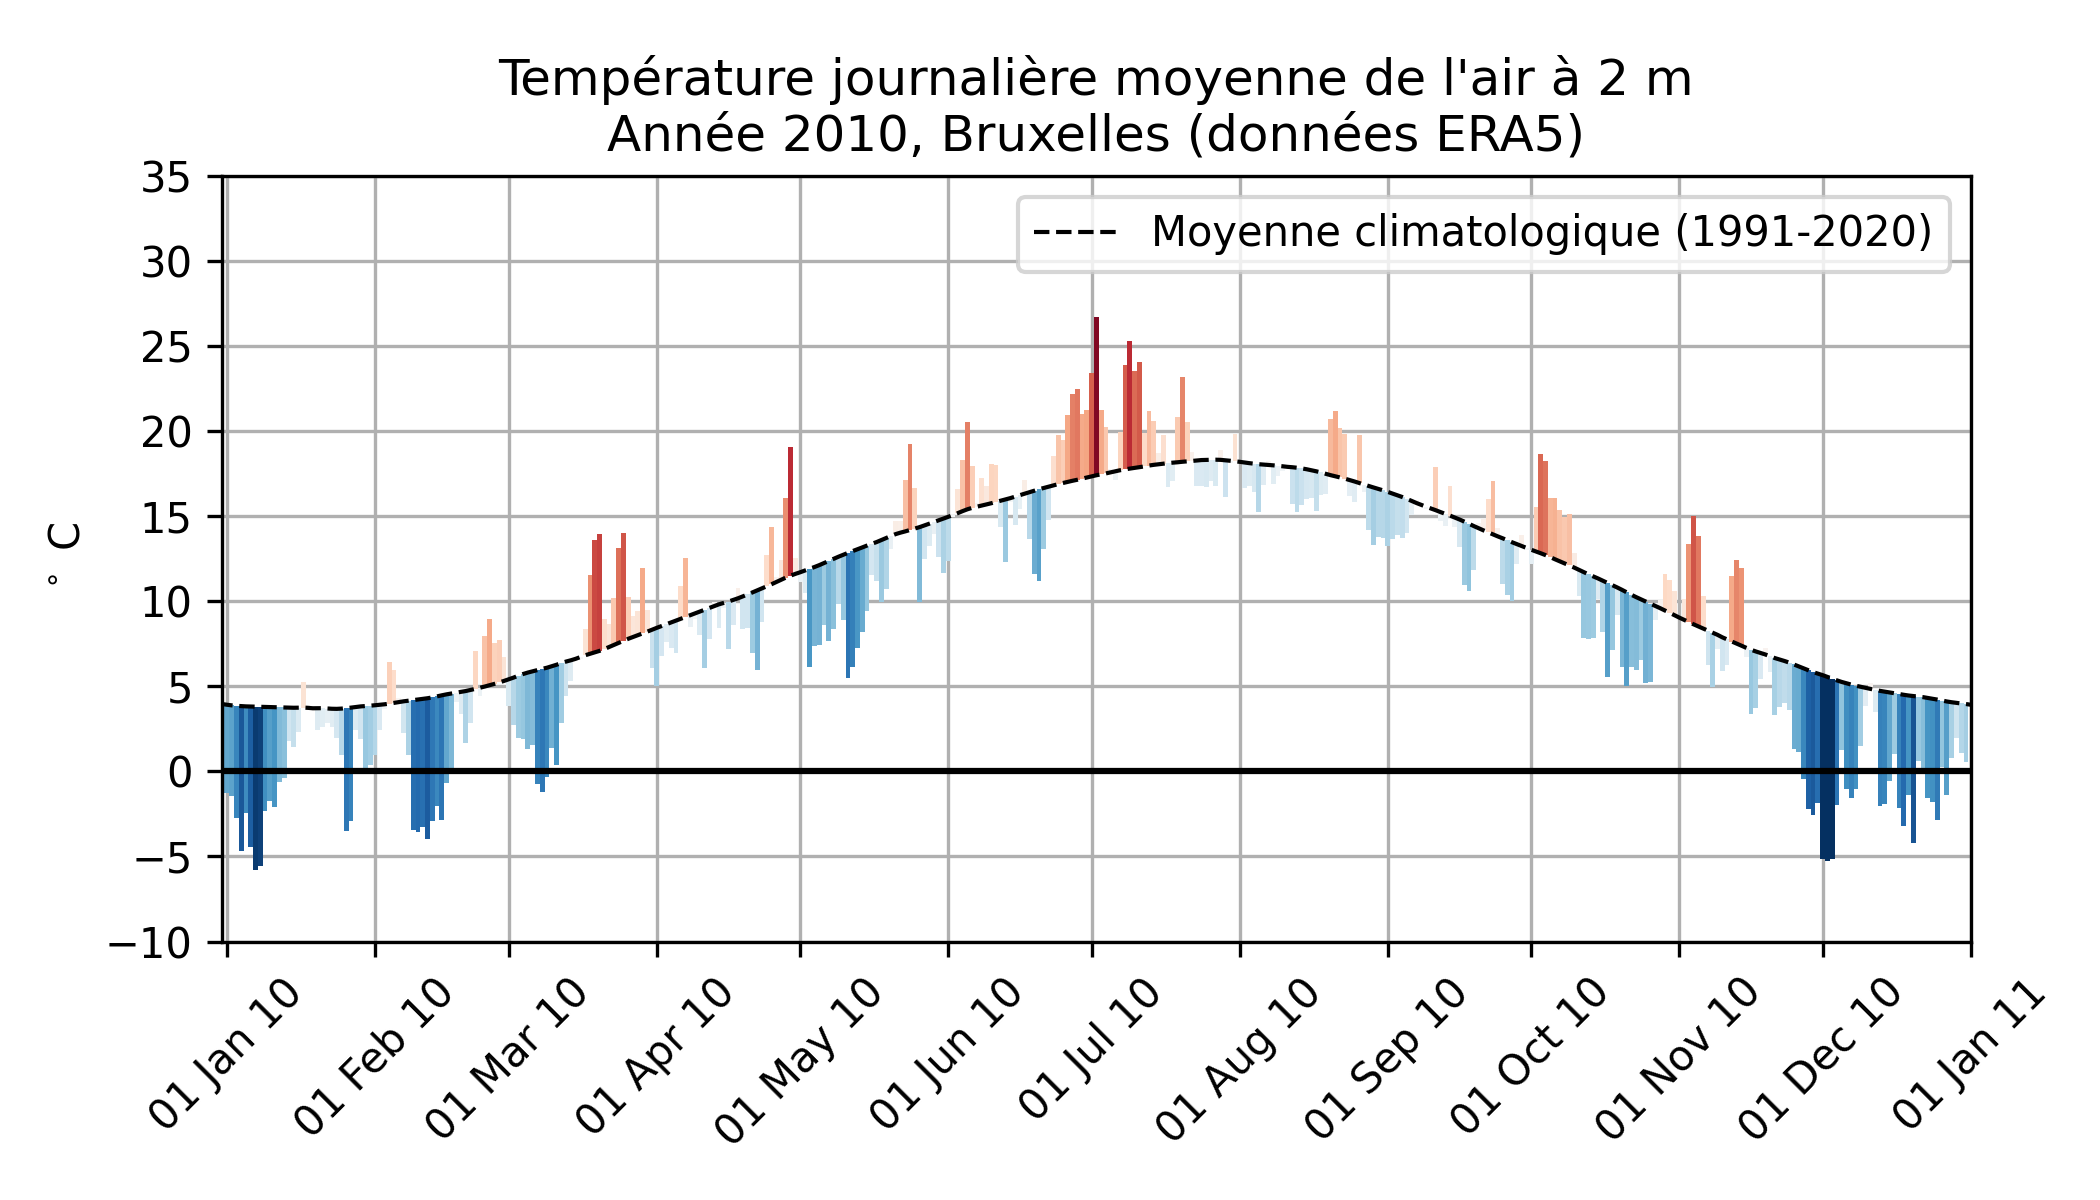 Température journalière moyenne de l'air à 2 m
Année 2010, Bruxelles (données ERA5)
Moyenne climatologique (1991-2020)
35
30
25
20
15
10
5
0
−5
−10
° C
01 Jan 10
01 Feb 10
01 Mar 10
01 Apr 10
01 May 10
01 Jun 10
01 Jul 10
01 Aug 10
01 Sep 10
01 Oct 10
01 Nov 10
01 Dec 10
01 Jan 11